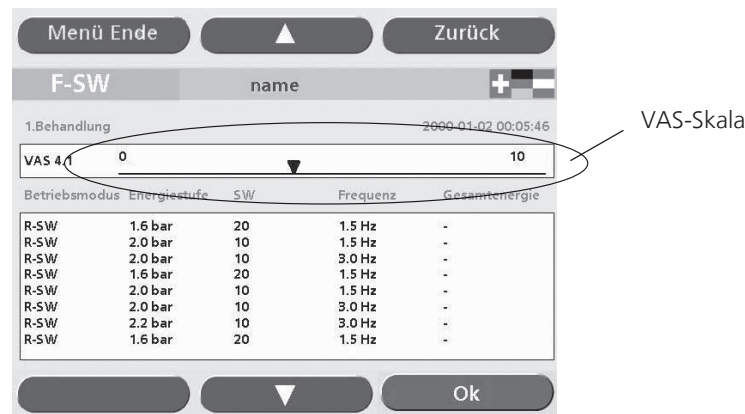 Menü Ende Zurück
F-SW name
1.Behandlung 2000-01-02 00:05:46
VAS-Skala
VAS 4.1 0 10
Betriebsmodus Energiestufe SW Frequenz Gesamtenergie
R-SW 1.6 bar 20 1.5 Hz -
R-SW 2.0 bar 10 1.5 Hz -
R-SW 2.0 bar 10 3.0 Hz -
R-SW 1.6 bar 20 1.5 Hz -
R-SW 2.0 bar 10 1.5 Hz -
R-SW 2.0 bar 10 3.0 Hz -
R-SW 2.2 bar 10 3.0 Hz -
R-SW 1.6 bar 20 1.5 Hz -
Ok